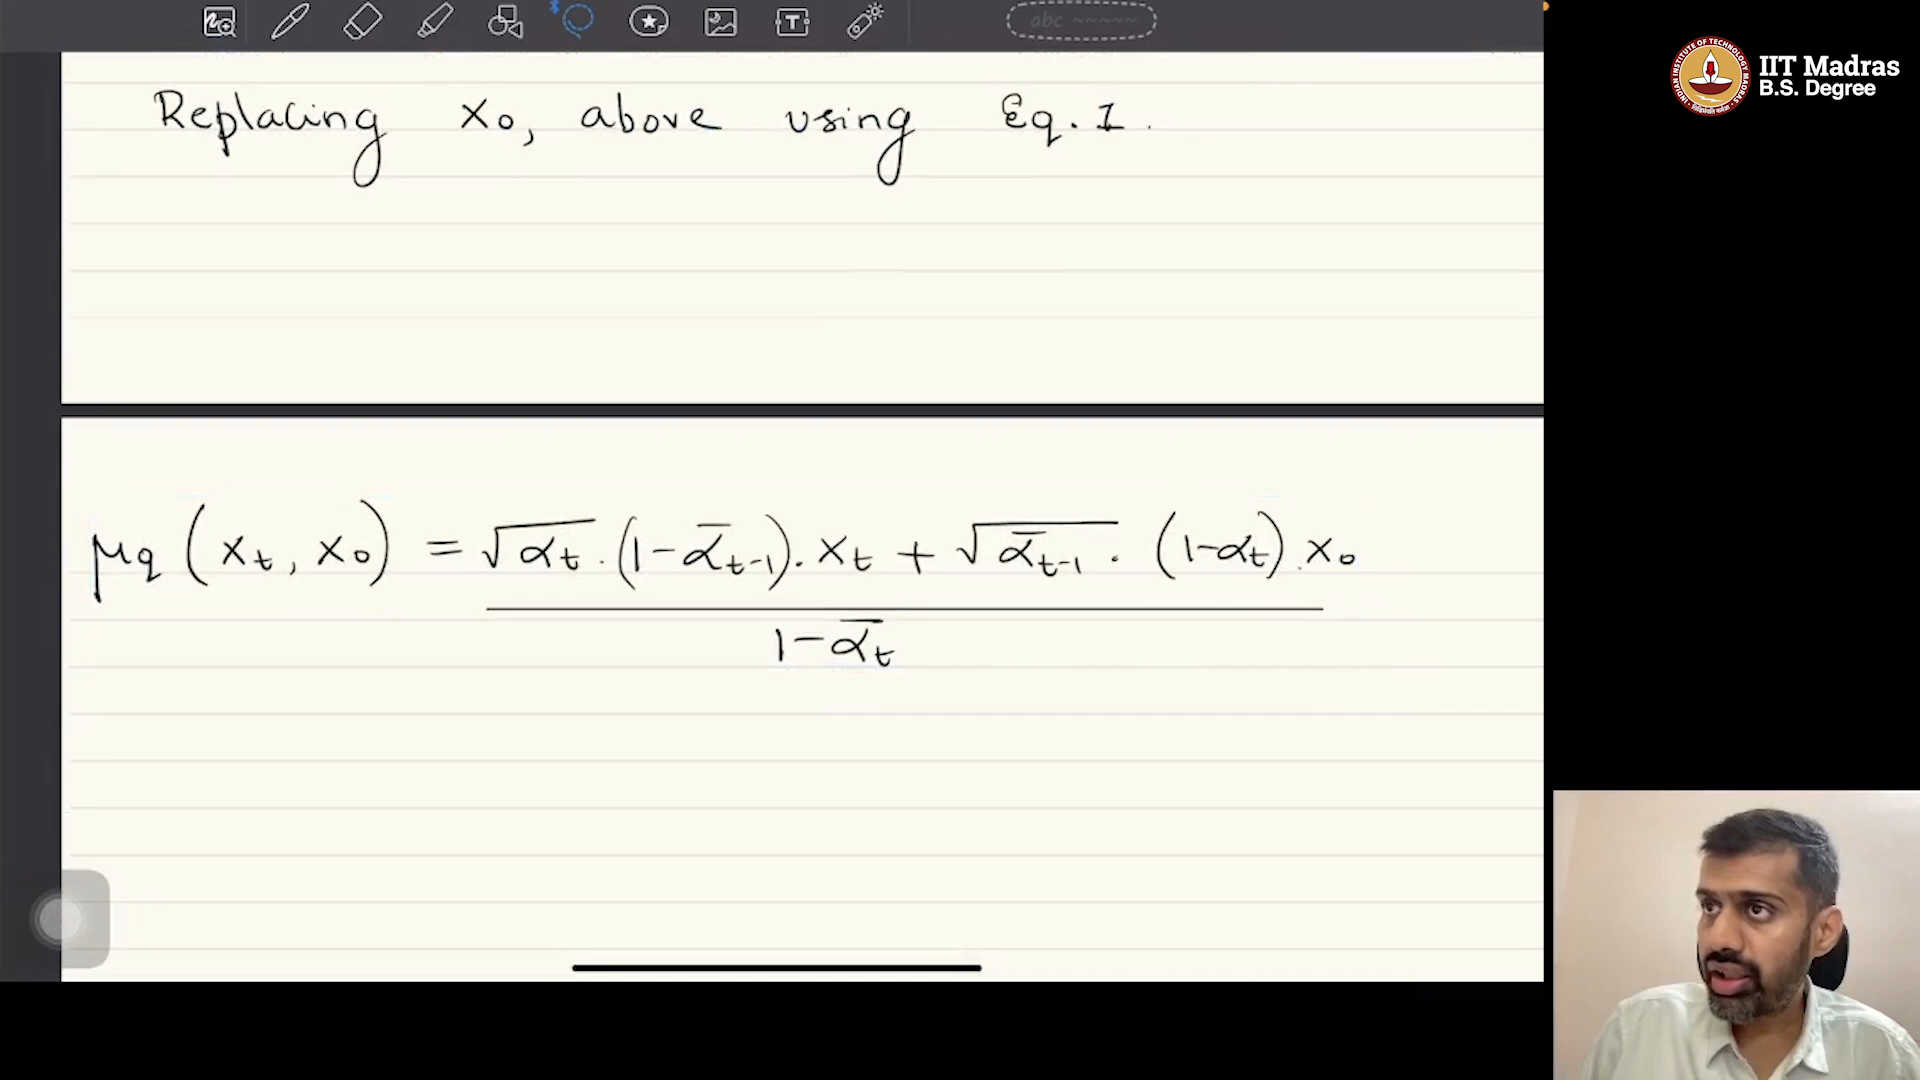 abc ~~~~~
IIT Madras
B.S. Degree
Replacing x₀, above using Eq. 1.
μq (xₜ, x₀) = √αₜ · (1-ᾱₜ₋₁) · xₜ + √ᾱₜ₋₁ · (1-αₜ) · x₀
1-ᾱₜ